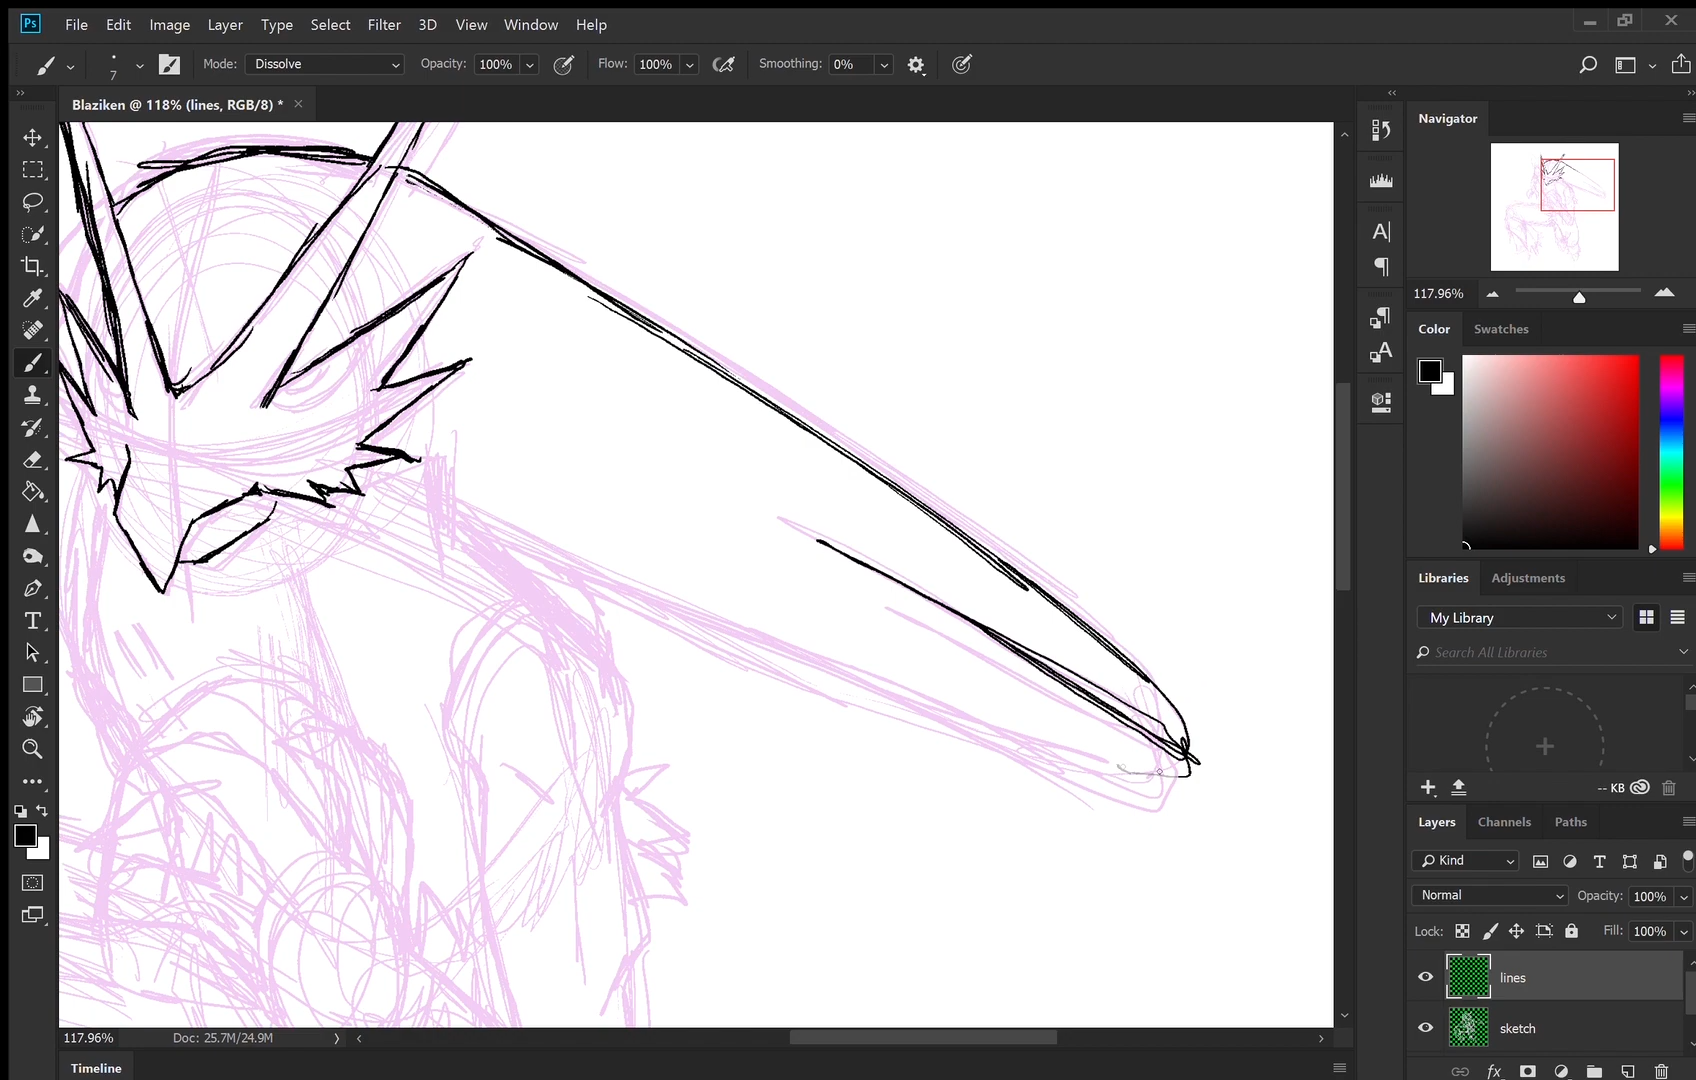 Ps File Edit Image Layer Type Select Filter 3D View Window Help
7 Mode: Dissolve Opacity: 100% Flow: 100% Smoothing: 0%
Blaziken @ 118% (lines, RGB/8) * ×
Navigator
117.96%
Color Swatches
Libraries Adjustments
My Library
Search All Libraries
-- KB
Layers Channels Paths
Kind
Normal Opacity: 100%
Lock: Fill: 100%
lines
sketch
117.96% Doc: 25.7M/24.9M
Timeline